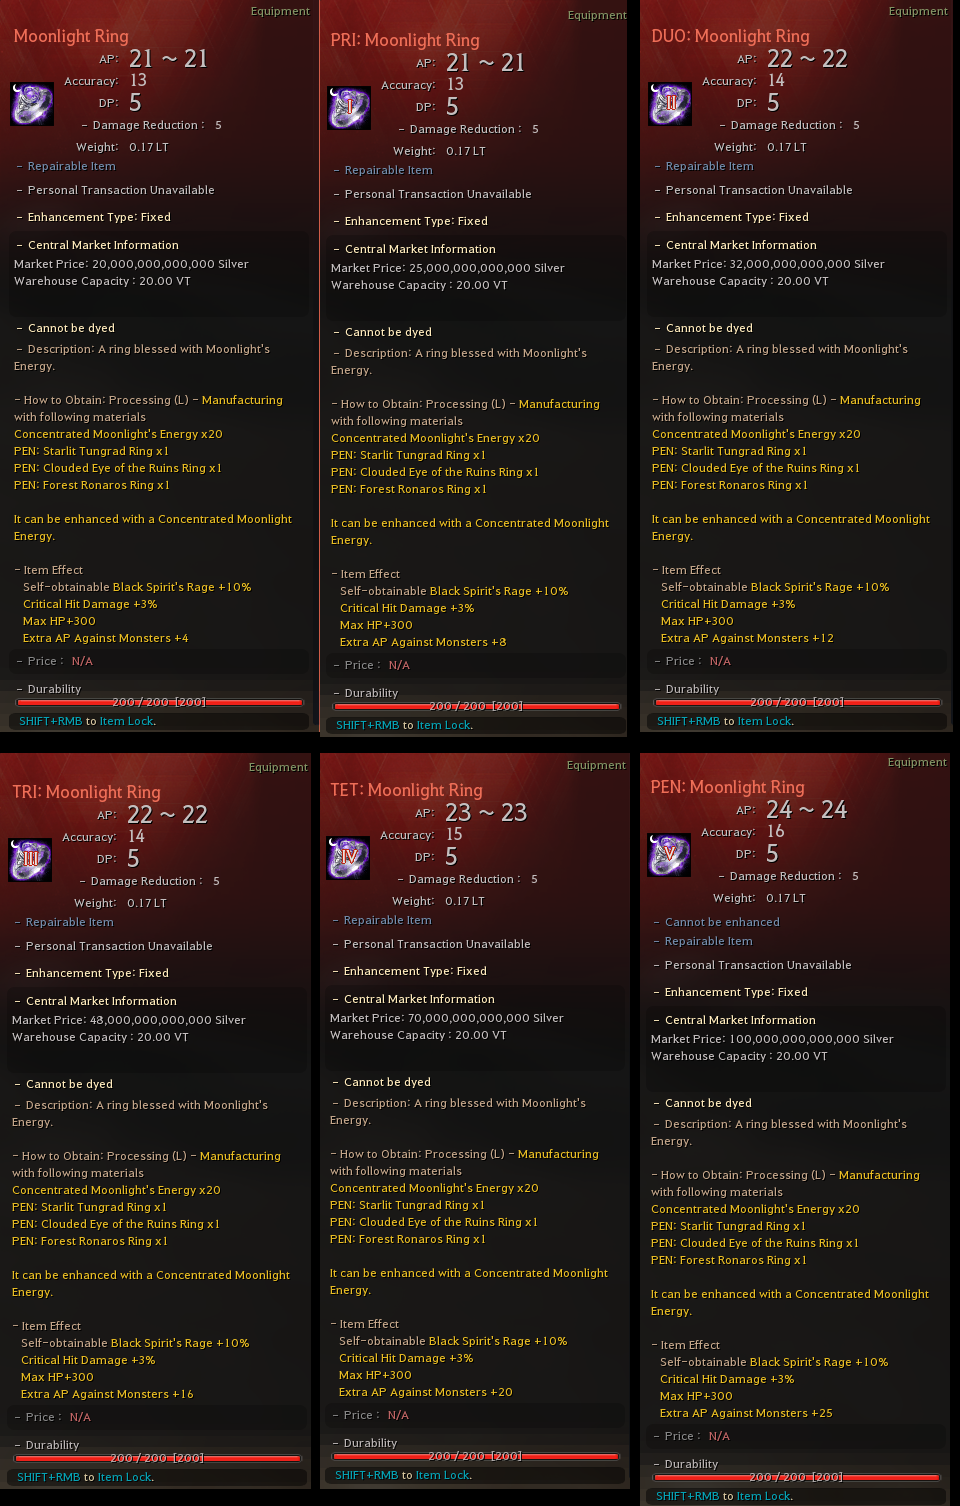 Equipment
Moonlight Ring
AP: 21 ~ 21
Accuracy: 13
DP: 5
- Damage Reduction : 5
Weight: 0.17 LT
- Repairable Item
- Personal Transaction Unavailable
- Enhancement Type: Fixed
- Central Market Information
Market Price: 20,000,000,000,000 Silver
Warehouse Capacity : 20.00 VT
- Cannot be dyed
- Description: A ring blessed with Moonlight's
Energy.
- How to Obtain: Processing (L) - Manufacturing
with following materials
Concentrated Moonlight's Energy x20
PEN: Starlit Tungrad Ring x1
PEN: Clouded Eye of the Ruins Ring x1
PEN: Forest Ronaros Ring x1
It can be enhanced with a Concentrated Moonlight
Energy.
- Item Effect
Self-obtainable Black Spirit's Rage +10%
Critical Hit Damage +3%
Max HP+300
Extra AP Against Monsters +4
- Price : N/A
- Durability
200 / 200 [200]
SHIFT+RMB to Item Lock.
Equipment
PRI: Moonlight Ring
I
AP: 21 ~ 21
Accuracy: 13
DP: 5
- Damage Reduction : 5
Weight: 0.17 LT
- Repairable Item
- Personal Transaction Unavailable
- Enhancement Type: Fixed
- Central Market Information
Market Price: 25,000,000,000,000 Silver
Warehouse Capacity : 20.00 VT
- Cannot be dyed
- Description: A ring blessed with Moonlight's
Energy.
- How to Obtain: Processing (L) - Manufacturing
with following materials
Concentrated Moonlight's Energy x20
PEN: Starlit Tungrad Ring x1
PEN: Clouded Eye of the Ruins Ring x1
PEN: Forest Ronaros Ring x1
It can be enhanced with a Concentrated Moonlight
Energy.
- Item Effect
Self-obtainable Black Spirit's Rage +10%
Critical Hit Damage +3%
Max HP+300
Extra AP Against Monsters +8
- Price : N/A
- Durability
200 / 200 [200]
SHIFT+RMB to Item Lock.
Equipment
DUO: Moonlight Ring
II
AP: 22 ~ 22
Accuracy: 14
DP: 5
- Damage Reduction : 5
Weight: 0.17 LT
- Repairable Item
- Personal Transaction Unavailable
- Enhancement Type: Fixed
- Central Market Information
Market Price: 32,000,000,000,000 Silver
Warehouse Capacity : 20.00 VT
- Cannot be dyed
- Description: A ring blessed with Moonlight's
Energy.
- How to Obtain: Processing (L) - Manufacturing
with following materials
Concentrated Moonlight's Energy x20
PEN: Starlit Tungrad Ring x1
PEN: Clouded Eye of the Ruins Ring x1
PEN: Forest Ronaros Ring x1
It can be enhanced with a Concentrated Moonlight
Energy.
- Item Effect
Self-obtainable Black Spirit's Rage +10%
Critical Hit Damage +3%
Max HP+300
Extra AP Against Monsters +12
- Price : N/A
- Durability
200 / 200 [200]
SHIFT+RMB to Item Lock.
Equipment
TRI: Moonlight Ring
III
AP: 22 ~ 22
Accuracy: 14
DP: 5
- Damage Reduction : 5
Weight: 0.17 LT
- Repairable Item
- Personal Transaction Unavailable
- Enhancement Type: Fixed
- Central Market Information
Market Price: 48,000,000,000,000 Silver
Warehouse Capacity : 20.00 VT
- Cannot be dyed
- Description: A ring blessed with Moonlight's
Energy.
- How to Obtain: Processing (L) - Manufacturing
with following materials
Concentrated Moonlight's Energy x20
PEN: Starlit Tungrad Ring x1
PEN: Clouded Eye of the Ruins Ring x1
PEN: Forest Ronaros Ring x1
It can be enhanced with a Concentrated Moonlight
Energy.
- Item Effect
Self-obtainable Black Spirit's Rage +10%
Critical Hit Damage +3%
Max HP+300
Extra AP Against Monsters +16
- Price : N/A
- Durability
200 / 200 [200]
SHIFT+RMB to Item Lock.
Equipment
TET: Moonlight Ring
IV
AP: 23 ~ 23
Accuracy: 15
DP: 5
- Damage Reduction : 5
Weight: 0.17 LT
- Repairable Item
- Personal Transaction Unavailable
- Enhancement Type: Fixed
- Central Market Information
Market Price: 70,000,000,000,000 Silver
Warehouse Capacity : 20.00 VT
- Cannot be dyed
- Description: A ring blessed with Moonlight's
Energy.
- How to Obtain: Processing (L) - Manufacturing
with following materials
Concentrated Moonlight's Energy x20
PEN: Starlit Tungrad Ring x1
PEN: Clouded Eye of the Ruins Ring x1
PEN: Forest Ronaros Ring x1
It can be enhanced with a Concentrated Moonlight
Energy.
- Item Effect
Self-obtainable Black Spirit's Rage +10%
Critical Hit Damage +3%
Max HP+300
Extra AP Against Monsters +20
- Price : N/A
- Durability
200 / 200 [200]
SHIFT+RMB to Item Lock.
Equipment
PEN: Moonlight Ring
V
AP: 24 ~ 24
Accuracy: 16
DP: 5
- Damage Reduction : 5
Weight: 0.17 LT
- Cannot be enhanced
- Repairable Item
- Personal Transaction Unavailable
- Enhancement Type: Fixed
- Central Market Information
Market Price: 100,000,000,000,000 Silver
Warehouse Capacity : 20.00 VT
- Cannot be dyed
- Description: A ring blessed with Moonlight's
Energy.
- How to Obtain: Processing (L) - Manufacturing
with following materials
Concentrated Moonlight's Energy x20
PEN: Starlit Tungrad Ring x1
PEN: Clouded Eye of the Ruins Ring x1
PEN: Forest Ronaros Ring x1
It can be enhanced with a Concentrated Moonlight
Energy.
- Item Effect
Self-obtainable Black Spirit's Rage +10%
Critical Hit Damage +3%
Max HP+300
Extra AP Against Monsters +25
- Price : N/A
- Durability
200 / 200 [200]
SHIFT+RMB to Item Lock.